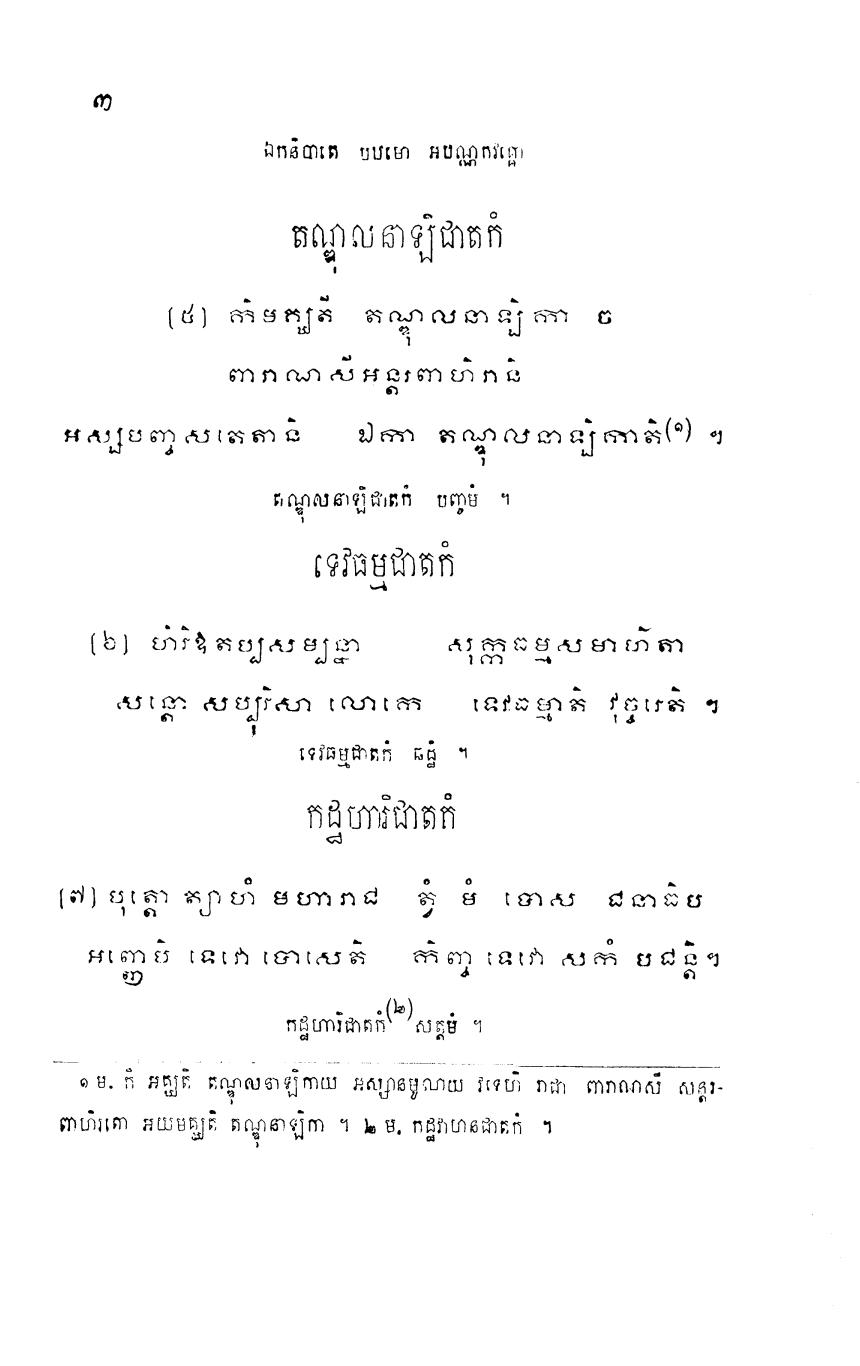 ៣
ឯកនិបាតេ បឋមោ អបណ្ណកវគ្គោ
តណ្ឌុលនាឡិជាតកំ
(៥) កិមគ្ឃតី តណ្ឌុលនាឡិកា ច
ពារាណសីអន្តរពាហិរានិ
អស្សបញ្ចសតេតានិ ឯកា តណ្ឌុលនាឡិកាតិ(១) ។
តណ្ឌុលនាឡិជាតកំ បញ្ចមំ ។
ទេវធម្មជាតកំ
(៦) ហិរិឱតប្បសម្បន្នា សុក្កធម្មសមាហិតា
សន្តោ សប្បុរិសា លោកេ ទេវធម្មាតិ វុច្ចរេតិ ។
ទេវធម្មជាតកំ ឆដ្ឋំ ។
កដ្ឋហារិជាតកំ
(៧) បុត្តោ ត្យាហំ មហារាជ ត្វំ មំ បោស ជនាធិប
អញ្ញេបិ ទេវោ បោសេតិ កិញ្ច ទេវោ សកំ បជន្តិ។
កដ្ឋហារិជាតកំ(២) សត្តមំ ។
១ ម. កិំ អគ្ឃតិ តណ្ឌុលនាឡិកាយ អស្សានមូលាយ វទេហិ រាជ ពារាណសី សន្តរ-
ពាហិរតោ អយមគ្ឃតិ តណ្ឌុនាឡិកា ។ ២ ម. កដ្ឋវាហនជាតកំ ។